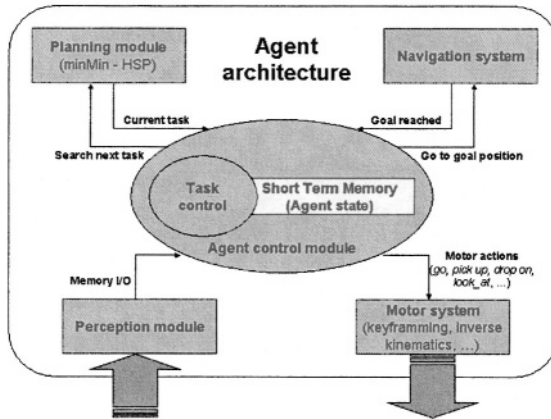 Planning module
(minMin - HSP)
Agent
architecture
Navigation system
Current task
Goal reached
Search next task
Go to goal position
Task
control
Short Term Memory
(Agent state)
Agent control module
Memory I/O
Motor actions
(go, pick up, drop on,
look_at, ...)
Perception module
Motor system
(keyframming, inverse
kinematics, ...)